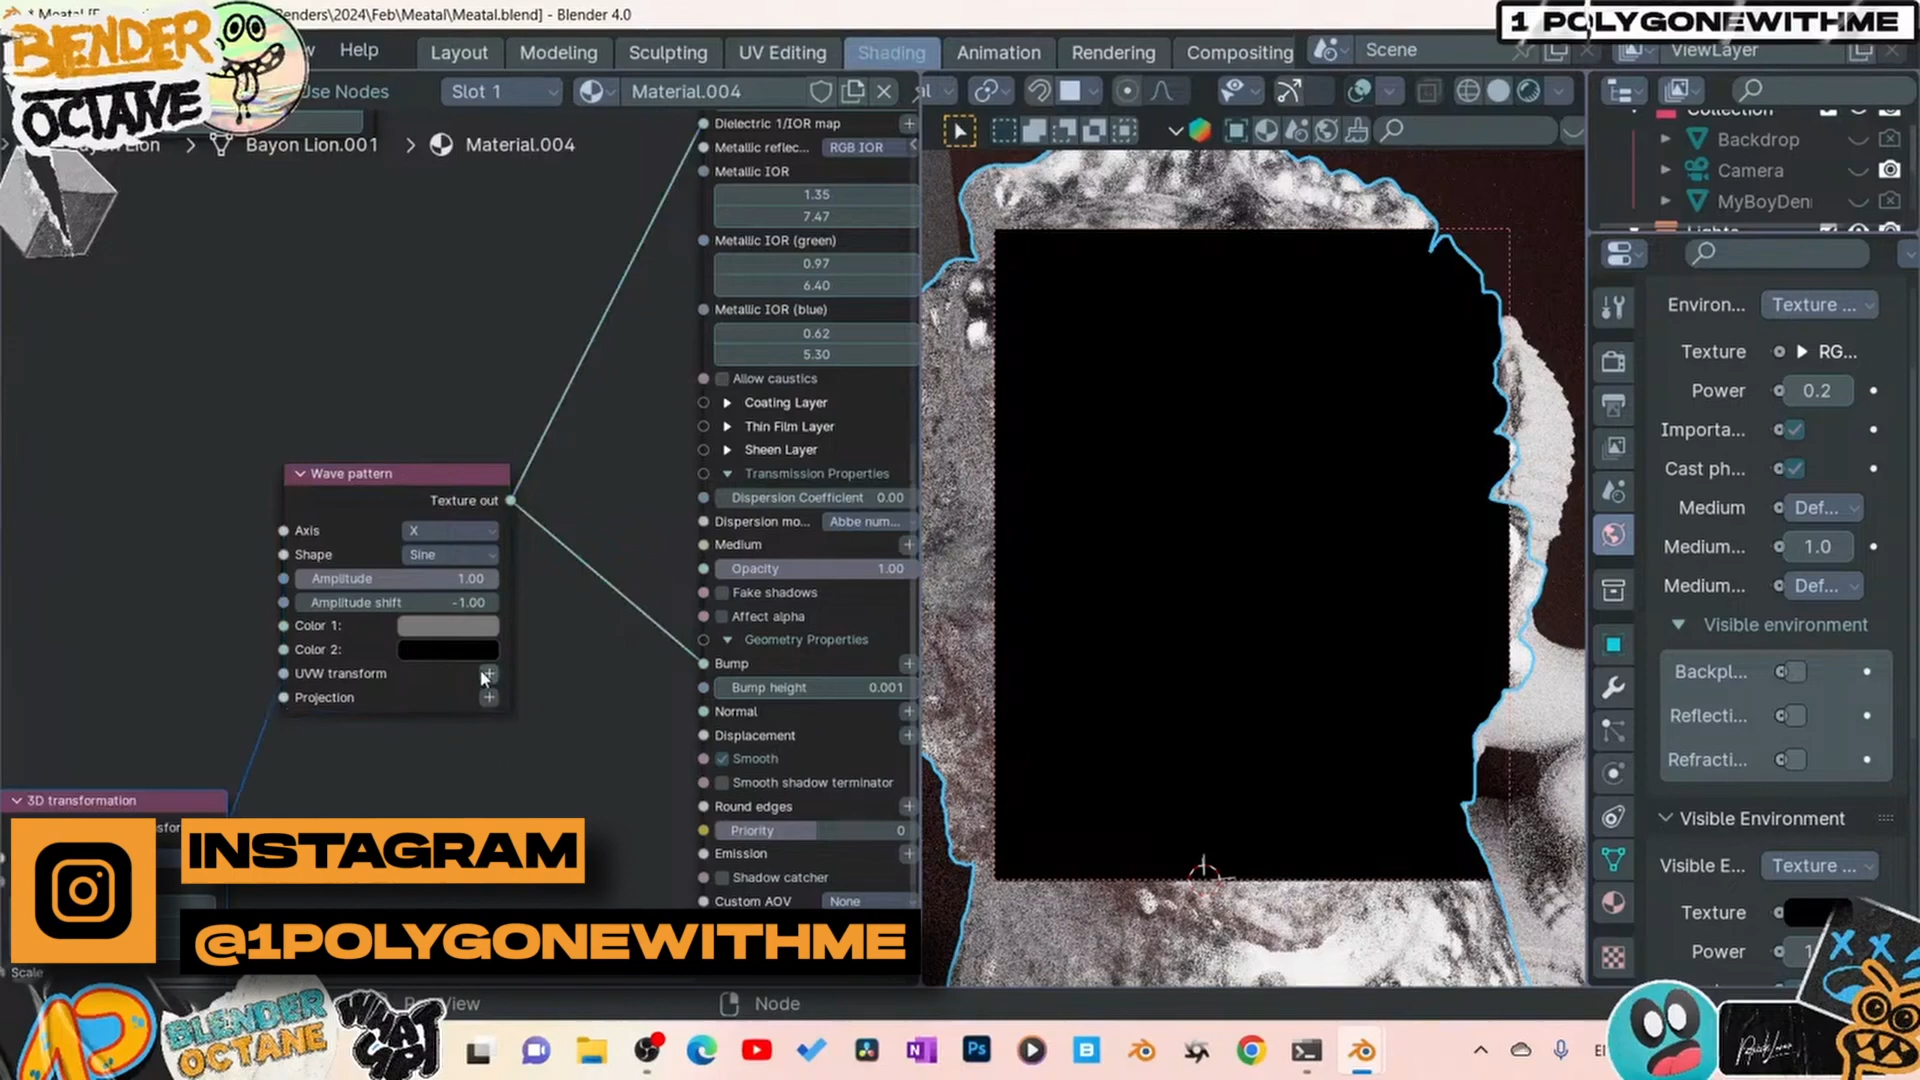 enders\2024\Feb\Meatal\Meatal.blend] - Blender 4.0
1 POLYGONEWITHME
BENDER
OCTANE
Help
Layout
Modeling
Sculpting
UV Editing
Shading
Animation
Rendering
Compositing
Scene
ViewLayer
Use Nodes
Slot 1
Material.004
Bayon Lion.001
Material.004
Collection
Backdrop
Camera
MyBoyDen
Dielectric 1/IOR map
Metallic reflec... RGB IOR
Metallic IOR
1.35
7.47
Metallic IOR (green)
0.97
6.40
Metallic IOR (blue)
0.62
5.30
Allow caustics
Coating Layer
Thin Film Layer
Sheen Layer
Transmission Properties
Dispersion Coefficient 0.00
Dispersion mo... Abbe num...
Medium
Opacity 1.00
Fake shadows
Affect alpha
Geometry Properties
Bump
Bump height 0.001
Normal
Displacement
Smooth
Smooth shadow terminator
Round edges
Priority 0
Emission
Shadow catcher
Custom AOV None
Wave pattern
Texture out
Axis X
Shape Sine
Amplitude 1.00
Amplitude shift -1.00
Color 1:
Color 2:
UVW transform
Projection
3D transformation
Scale
Environ... Texture ...
Texture RG...
Power 0.2
Importa...
Cast ph...
Medium Def...
Medium... 1.0
Medium... Def...
Visible environment
Backpl...
Reflecti...
Refracti...
Visible Environment
Visible E... Texture ...
Texture
Power 1
INSTAGRAM
@1POLYGONEWITHME
View
Node
BLENDER
OCTANE
WHAT
UP!